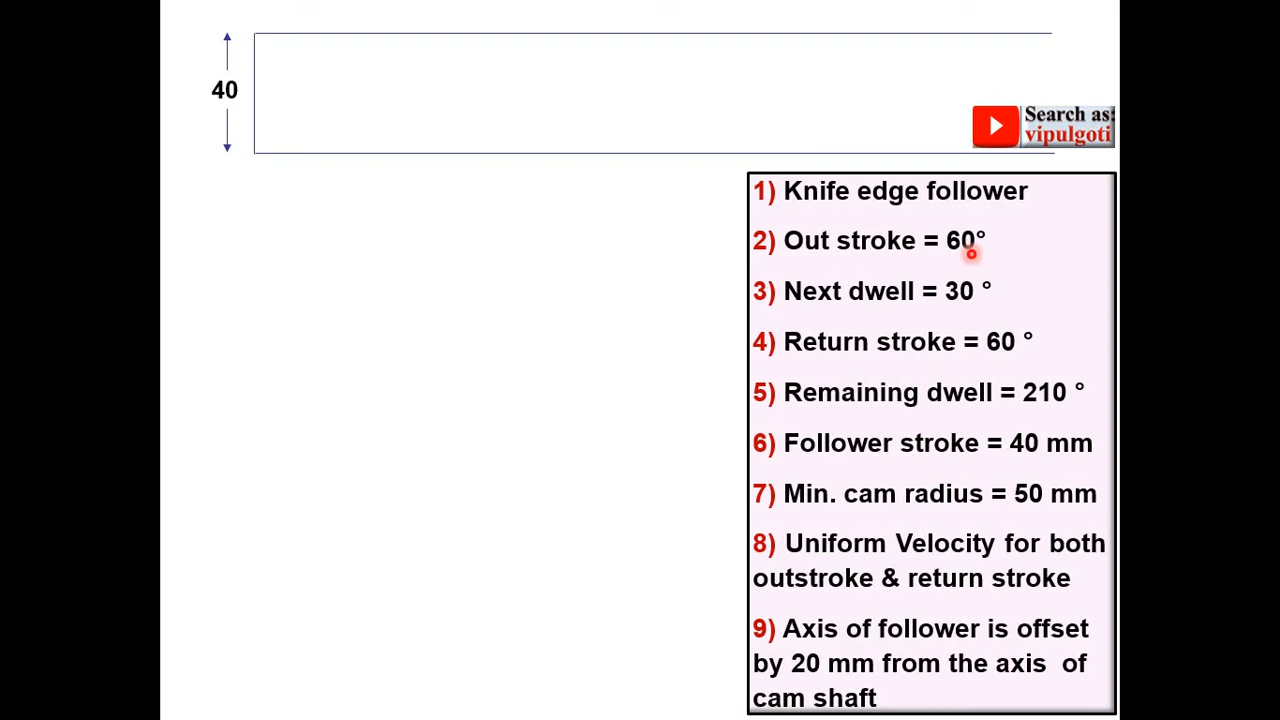 40
Search as:
vipulgoti
1) Knife edge follower
2) Out stroke = 60°
3) Next dwell = 30 °
4) Return stroke = 60 °
5) Remaining dwell = 210 °
6) Follower stroke = 40 mm
7) Min. cam radius = 50 mm
8) Uniform Velocity for both
outstroke & return stroke
9) Axis of follower is offset
by 20 mm from the axis of
cam shaft